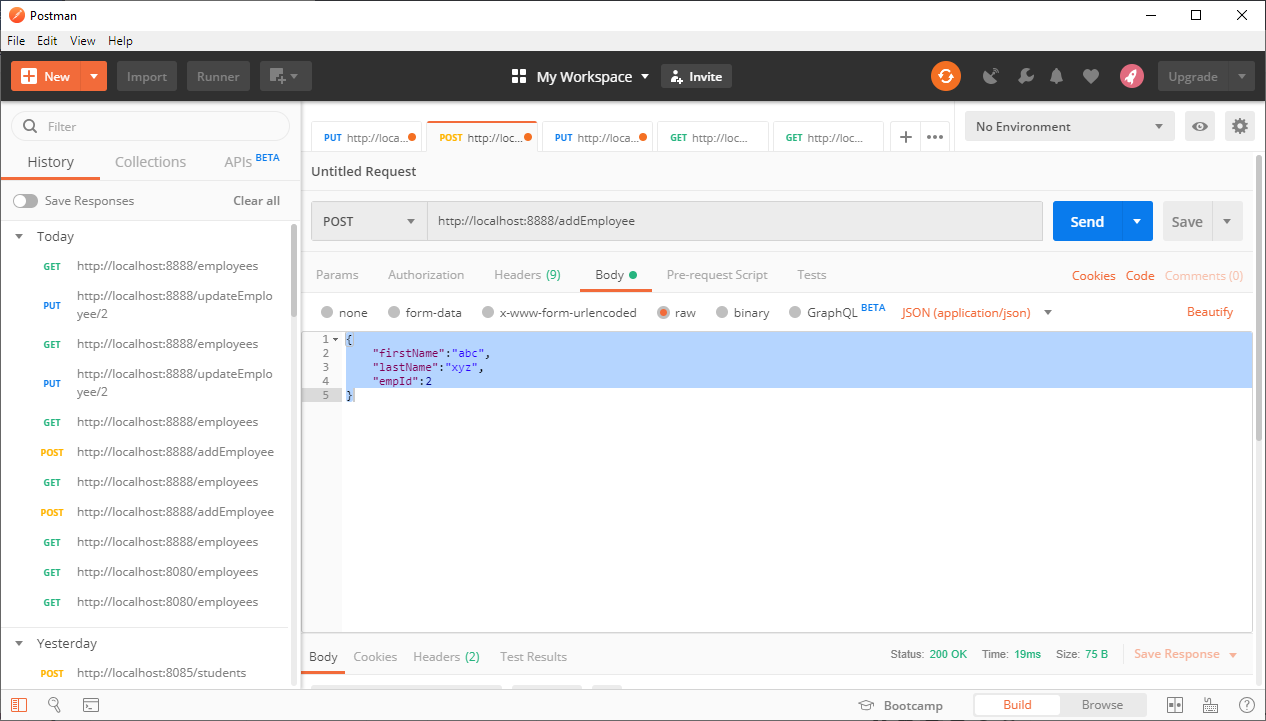 Postman
File Edit View Help
New Import Runner My Workspace Invite Upgrade
Filter
History Collections APIs BETA
Save Responses Clear all
Today
GET http://localhost:8888/employees
PUT http://localhost:8888/updateEmplo
yee/2
GET http://localhost:8888/employees
PUT http://localhost:8888/updateEmplo
yee/2
GET http://localhost:8888/employees
POST http://localhost:8888/addEmployee
GET http://localhost:8888/employees
POST http://localhost:8888/addEmployee
GET http://localhost:8888/employees
GET http://localhost:8080/employees
GET http://localhost:8080/employees
Yesterday
POST http://localhost:8085/students
PUT http://loca... POST http://loc... PUT http://loca... GET http://loc... GET http://loc... No Environment
Untitled Request
POST http://localhost:8888/addEmployee Send Save
Params Authorization Headers (9) Body Pre-request Script Tests Cookies Code Comments (0)
none form-data x-www-form-urlencoded raw binary GraphQL BETA JSON (application/json) Beautify
1 {
2 "firstName":"abc",
3 "lastName":"xyz",
4 "empId":2
5 }
Body Cookies Headers (2) Test Results Status: 200 OK Time: 19ms Size: 75 B Save Response
Bootcamp Build Browse